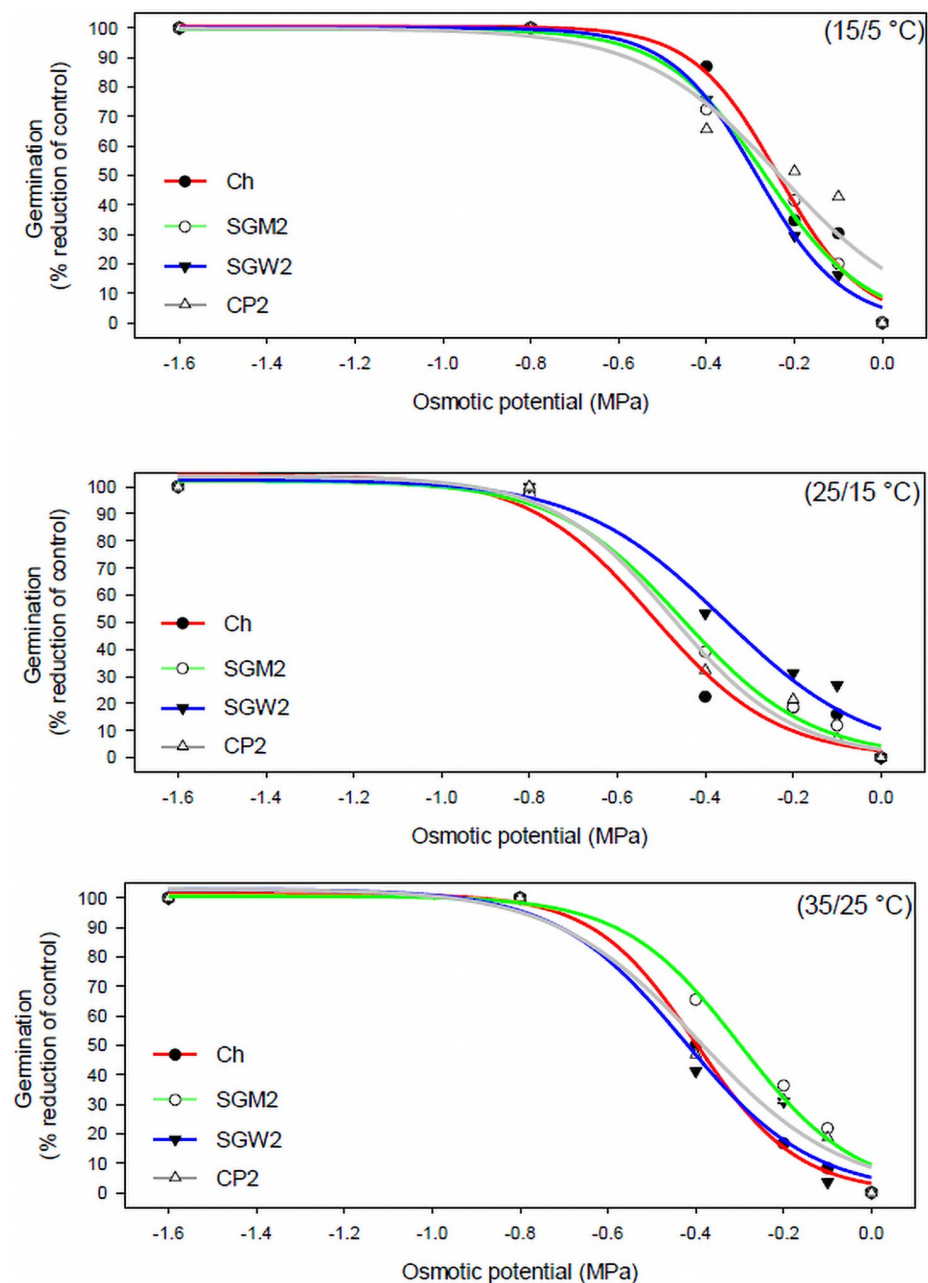 (15/5 °C)
Germination
(% reduction of control)
100
90
80
70
60
50
40
30
20
10
0
Ch
SGM2
SGW2
CP2
-1.6 -1.4 -1.2 -1.0 -0.8 -0.6 -0.4 -0.2 0.0
Osmotic potential (MPa)
(25/15 °C)
Germination
(% reduction of control)
100
90
80
70
60
50
40
30
20
10
0
Ch
SGM2
SGW2
CP2
-1.6 -1.4 -1.2 -1.0 -0.8 -0.6 -0.4 -0.2 0.0
Osmotic potential (MPa)
(35/25 °C)
Germination
(% reduction of control)
100
90
80
70
60
50
40
30
20
10
0
Ch
SGM2
SGW2
CP2
-1.6 -1.4 -1.2 -1.0 -0.8 -0.6 -0.4 -0.2 0.0
Osmotic potential (MPa)